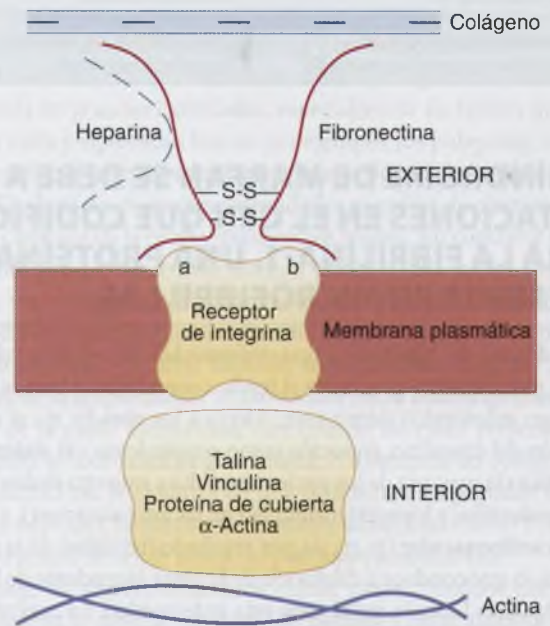 Colágeno
Heparina
Fibronectina
EXTERIOR
S-S
S-S
a
b
Receptor
de integrina
Membrana plasmática
Talina
Vinculina
Proteína de cubierta
α-Actina
INTERIOR
Actina